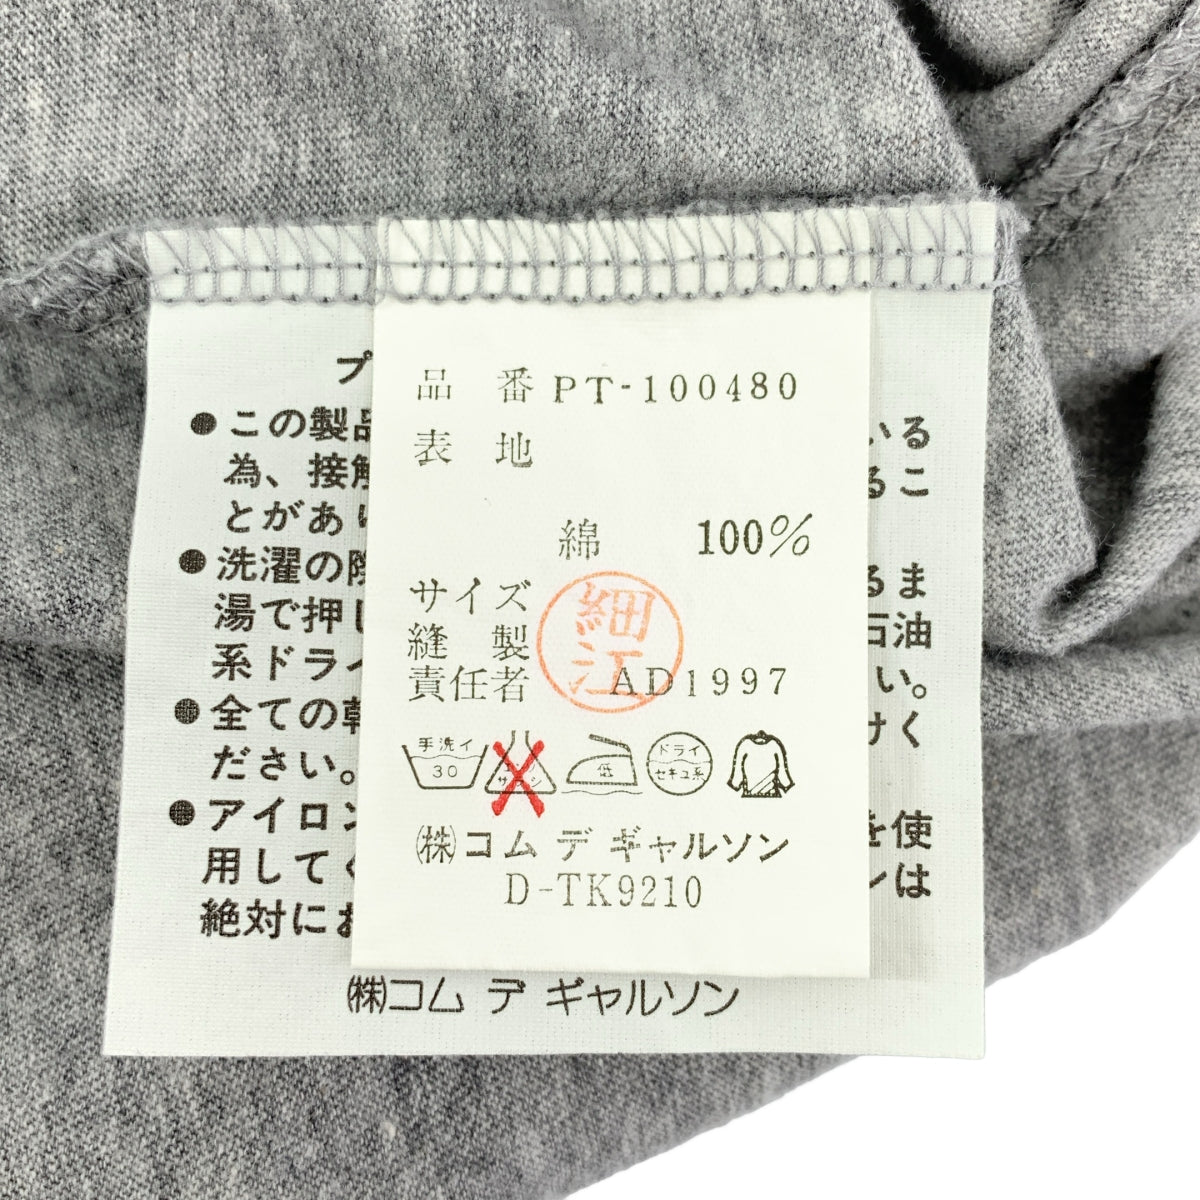 品番 PT-100480
表地
綿 100%
サイズ
縫製
責任者 AD1997
細江
手洗イ
30
低
ドライ
セキユ系
㈱コム デ ギャルソン
D-TK9210
プ
●この製品 いる
為、接触 るこ
とがあり
●洗濯の際 るま
湯で押し 石油
系ドライ い。
●全ての乾 けく
ださい。
●アイロン を使
用してく ンは
絶対にお
㈱コム デ ギャルソン